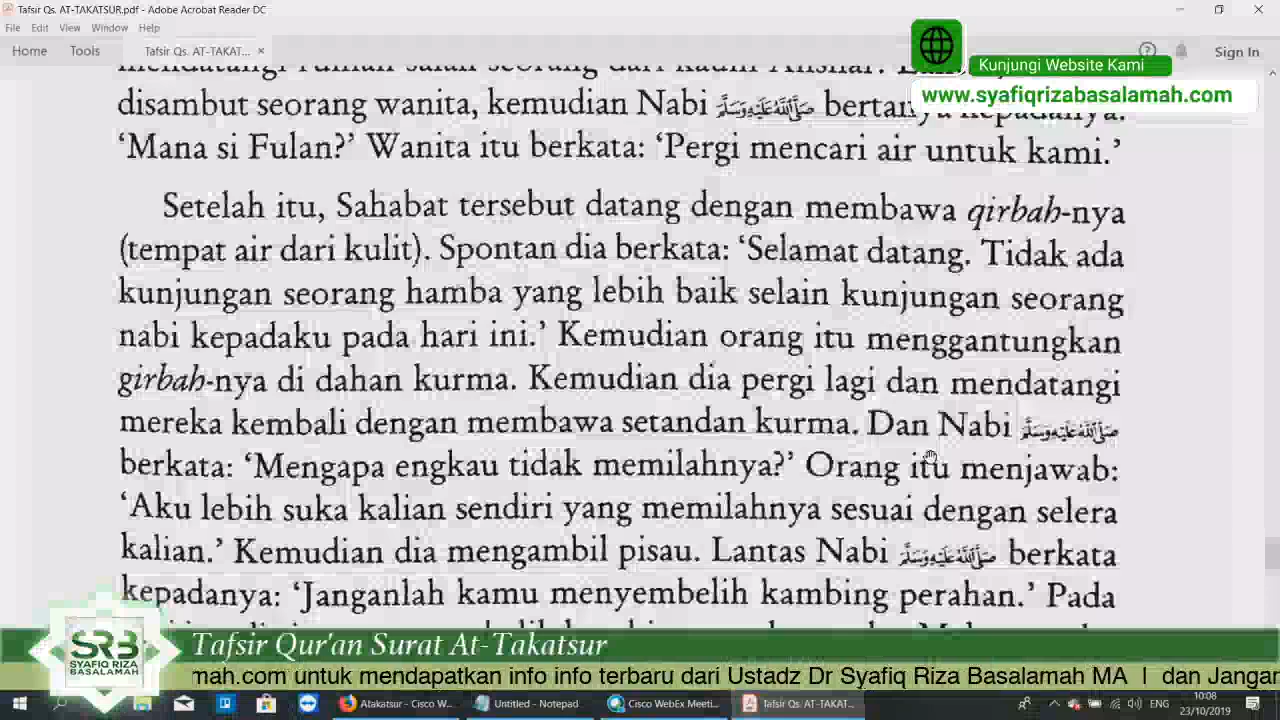 Tafsir Qs. AT-TAKATSUR.pdf - Adobe Acrobat Reader DC
File Edit View Window Help
Home Tools Tafsir Qs. AT-TAKAT... × Sign In
Kunjungi Website Kami
www.syafiqrizabasalamah.com
disambut seorang wanita, kemudian Nabi ﷺ bertanya kepadanya:
‘Mana si Fulan?’ Wanita itu berkata: ‘Pergi mencari air untuk kami.’
Setelah itu, Sahabat tersebut datang dengan membawa qirbah-nya
(tempat air dari kulit). Spontan dia berkata: ‘Selamat datang. Tidak ada
kunjungan seorang hamba yang lebih baik selain kunjungan seorang
nabi kepadaku pada hari ini.’ Kemudian orang itu menggantungkan
girbah-nya di dahan kurma. Kemudian dia pergi lagi dan mendatangi
mereka kembali dengan membawa setandan kurma. Dan Nabi ﷺ
berkata: ‘Mengapa engkau tidak memilahnya?’ Orang itu menjawab:
‘Aku lebih suka kalian sendiri yang memilahnya sesuai dengan selera
kalian.’ Kemudian dia mengambil pisau. Lantas Nabi ﷺ berkata
kepadanya: ‘Janganlah kamu menyembelih kambing perahan.’ Pada
SRB
SYAFIQ RIZA
BASALAMAH
Tafsir Qur'an Surat At-Takatsur
mah.com untuk mendapatkan info info terbaru dari Ustadz Dr Syafiq Riza Basalamah MA | dan Jangan
Atakatsur - Cisco W... Untitled - Notepad Cisco WebEx Meeti... Tafsir Qs. AT-TAKAT... ENG
10:08
23/10/2019